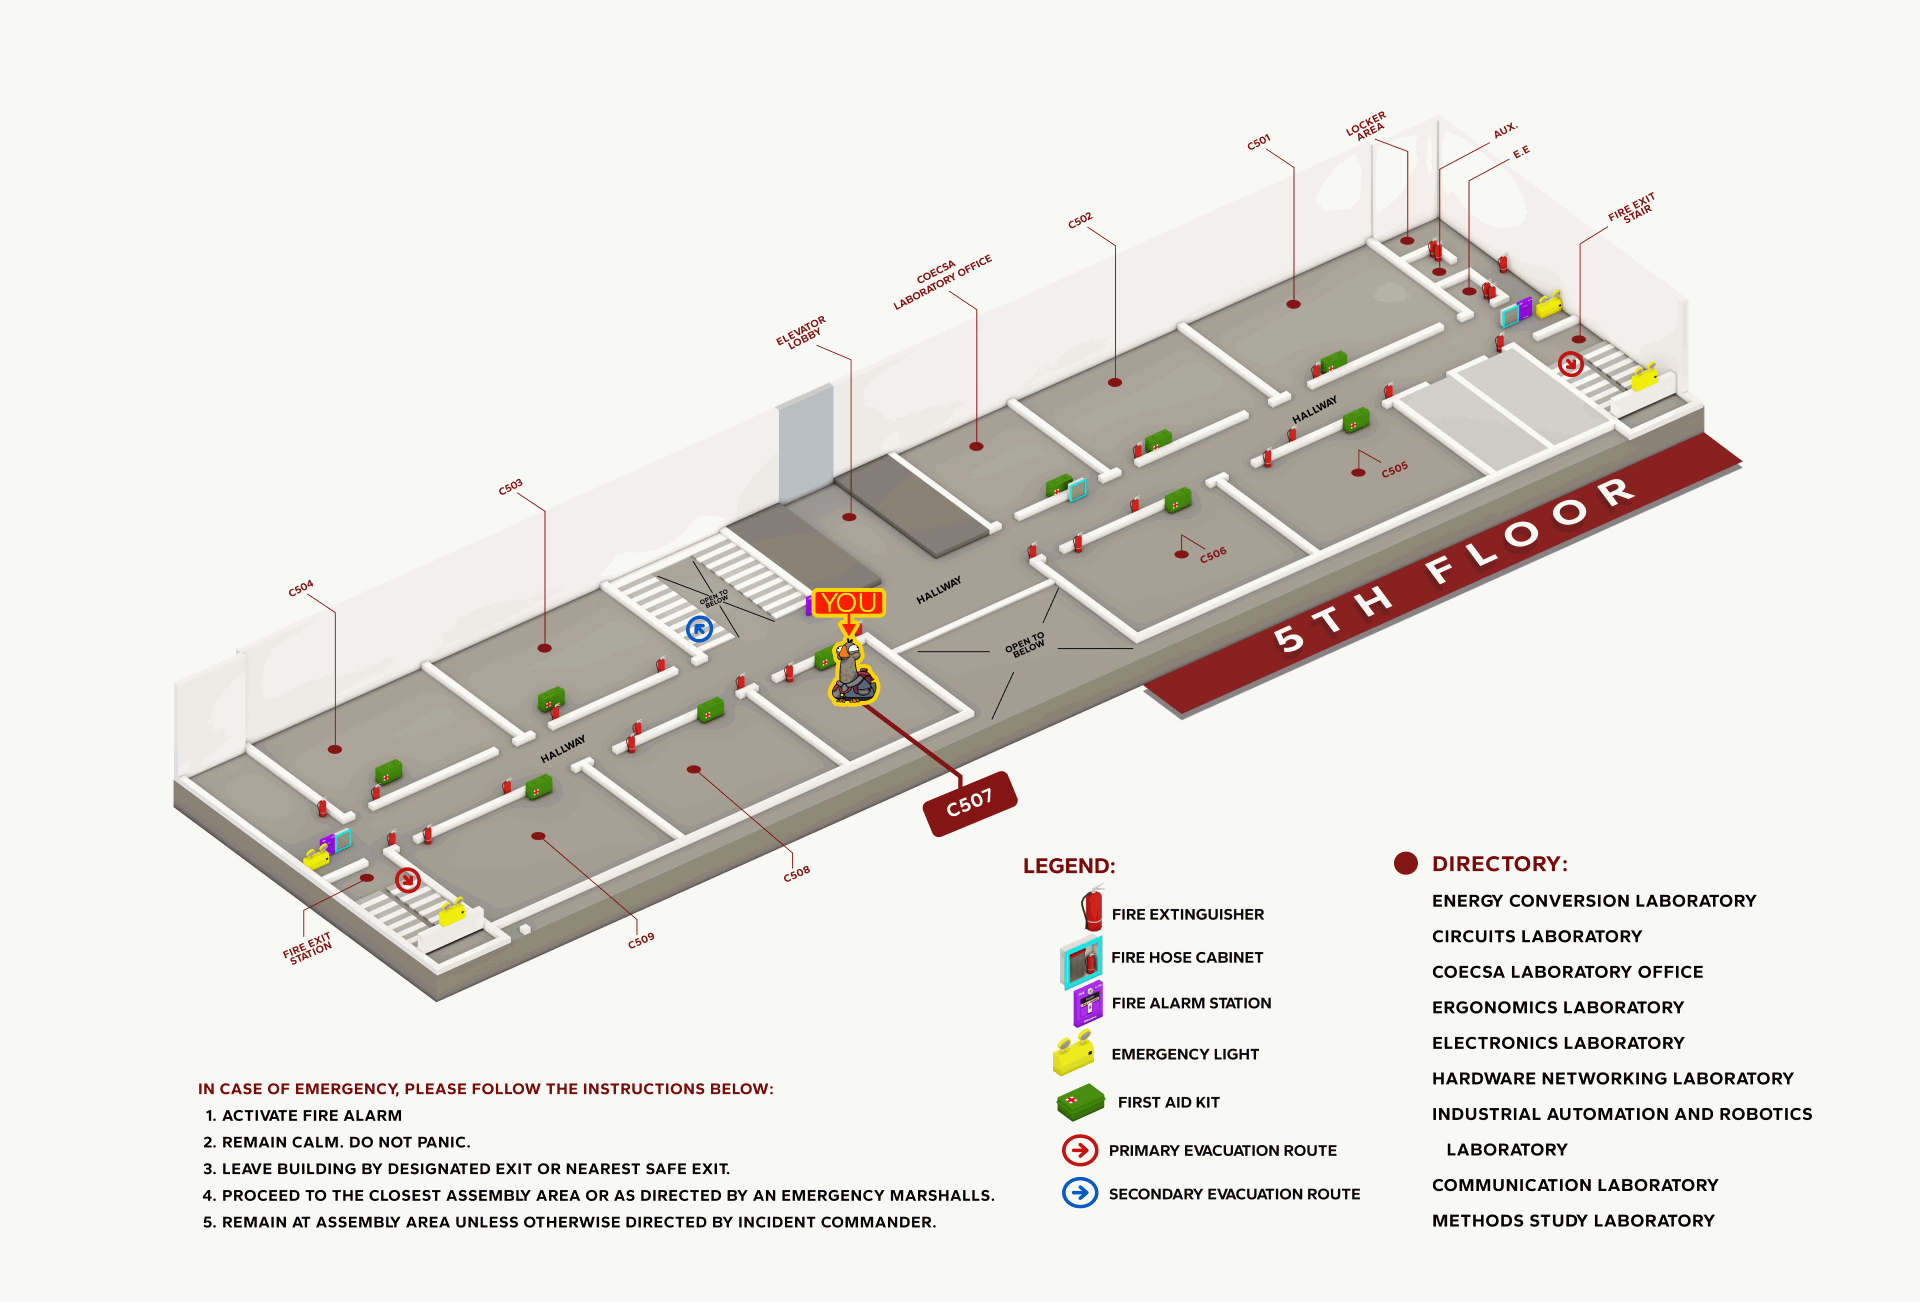 LOCKER
AREA
AUX.
E.E
C501
FIRE EXIT
STAIR
C502
COECSA
LABORATORY OFFICE
ELEVATOR
LOBBY
HALLWAY
C505
C503
5TH FLOOR
C506
C504
OPEN TO
BELOW
YOU
HALLWAY
OPEN TO
BELOW
HALLWAY
C507
C508
C509
FIRE EXIT
STATION
LEGEND:
FIRE EXTINGUISHER
FIRE HOSE CABINET
FIRE ALARM STATION
EMERGENCY LIGHT
FIRST AID KIT
PRIMARY EVACUATION ROUTE
SECONDARY EVACUATION ROUTE
DIRECTORY:
ENERGY CONVERSION LABORATORY
CIRCUITS LABORATORY
COECSA LABORATORY OFFICE
ERGONOMICS LABORATORY
ELECTRONICS LABORATORY
HARDWARE NETWORKING LABORATORY
INDUSTRIAL AUTOMATION AND ROBOTICS
LABORATORY
COMMUNICATION LABORATORY
METHODS STUDY LABORATORY
IN CASE OF EMERGENCY, PLEASE FOLLOW THE INSTRUCTIONS BELOW:
1. ACTIVATE FIRE ALARM
2. REMAIN CALM. DO NOT PANIC.
3. LEAVE BUILDING BY DESIGNATED EXIT OR NEAREST SAFE EXIT.
4. PROCEED TO THE CLOSEST ASSEMBLY AREA OR AS DIRECTED BY AN EMERGENCY MARSHALLS.
5. REMAIN AT ASSEMBLY AREA UNLESS OTHERWISE DIRECTED BY INCIDENT COMMANDER.